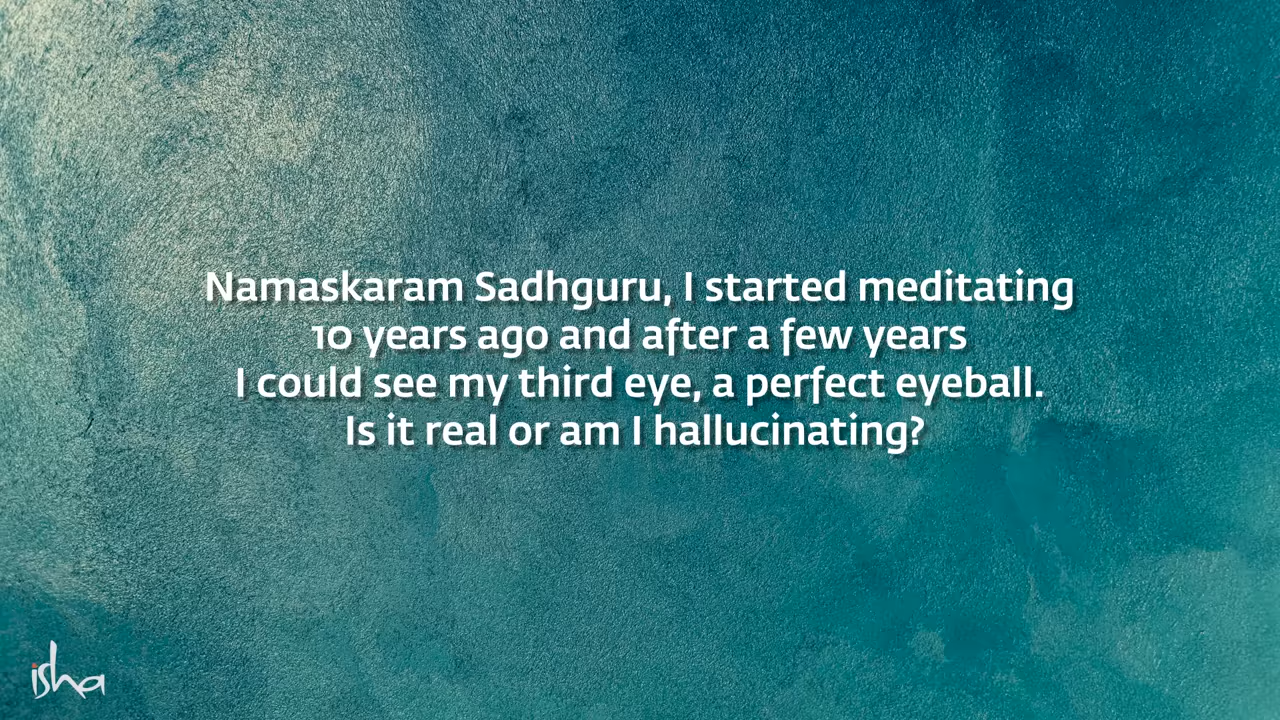 Namaskaram Sadhguru, I started meditating
10 years ago and after a few years
I could see my third eye, a perfect eyeball.
Is it real or am I hallucinating?
isha